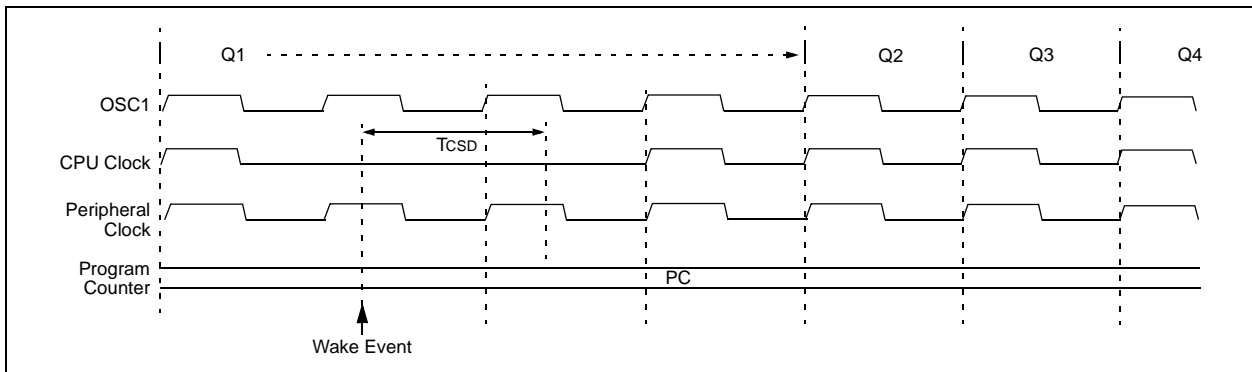 Q1 Q2 Q3 Q4
OSC1
TCSD
CPU Clock
Peripheral
Clock
Program
Counter
PC
Wake Event